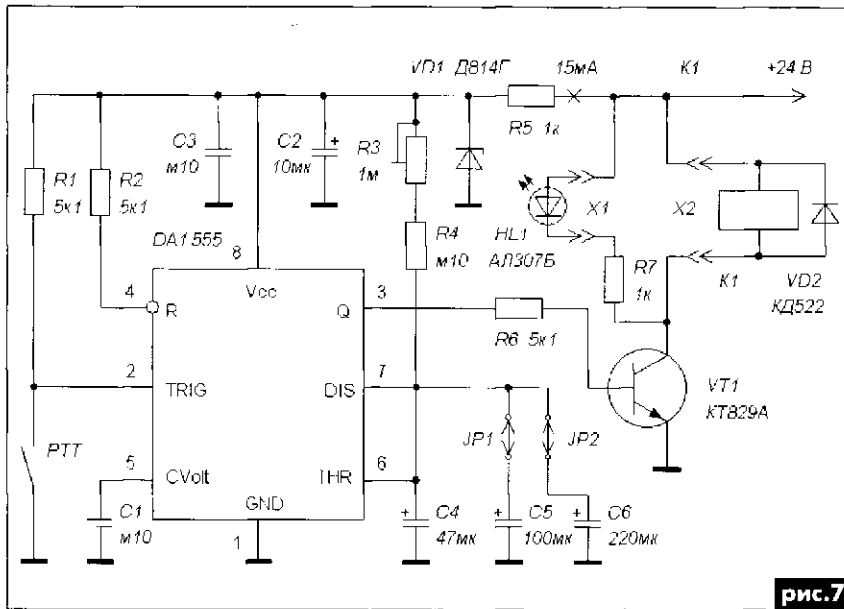 VD1 Д814Г 15мА K1 +24 В
C3 м10
C2 10мк +
R3 1м
R5 1к
R1 5к1
R2 5к1
HL1 АЛ307Б
X1
X2
DA1 555
R4 м10
R7 1к
K1
VD2 КД522
8
Vcc
4
R
Q
3
R6 5к1
2
TRIG
DIS
7
VT1 КТ829А
PTT
JP1
JP2
5
CVolt
THR
6
GND
1
C1 м10
+ C4 47мк
+ C5 100мк
+ C6 220мк
рис.7